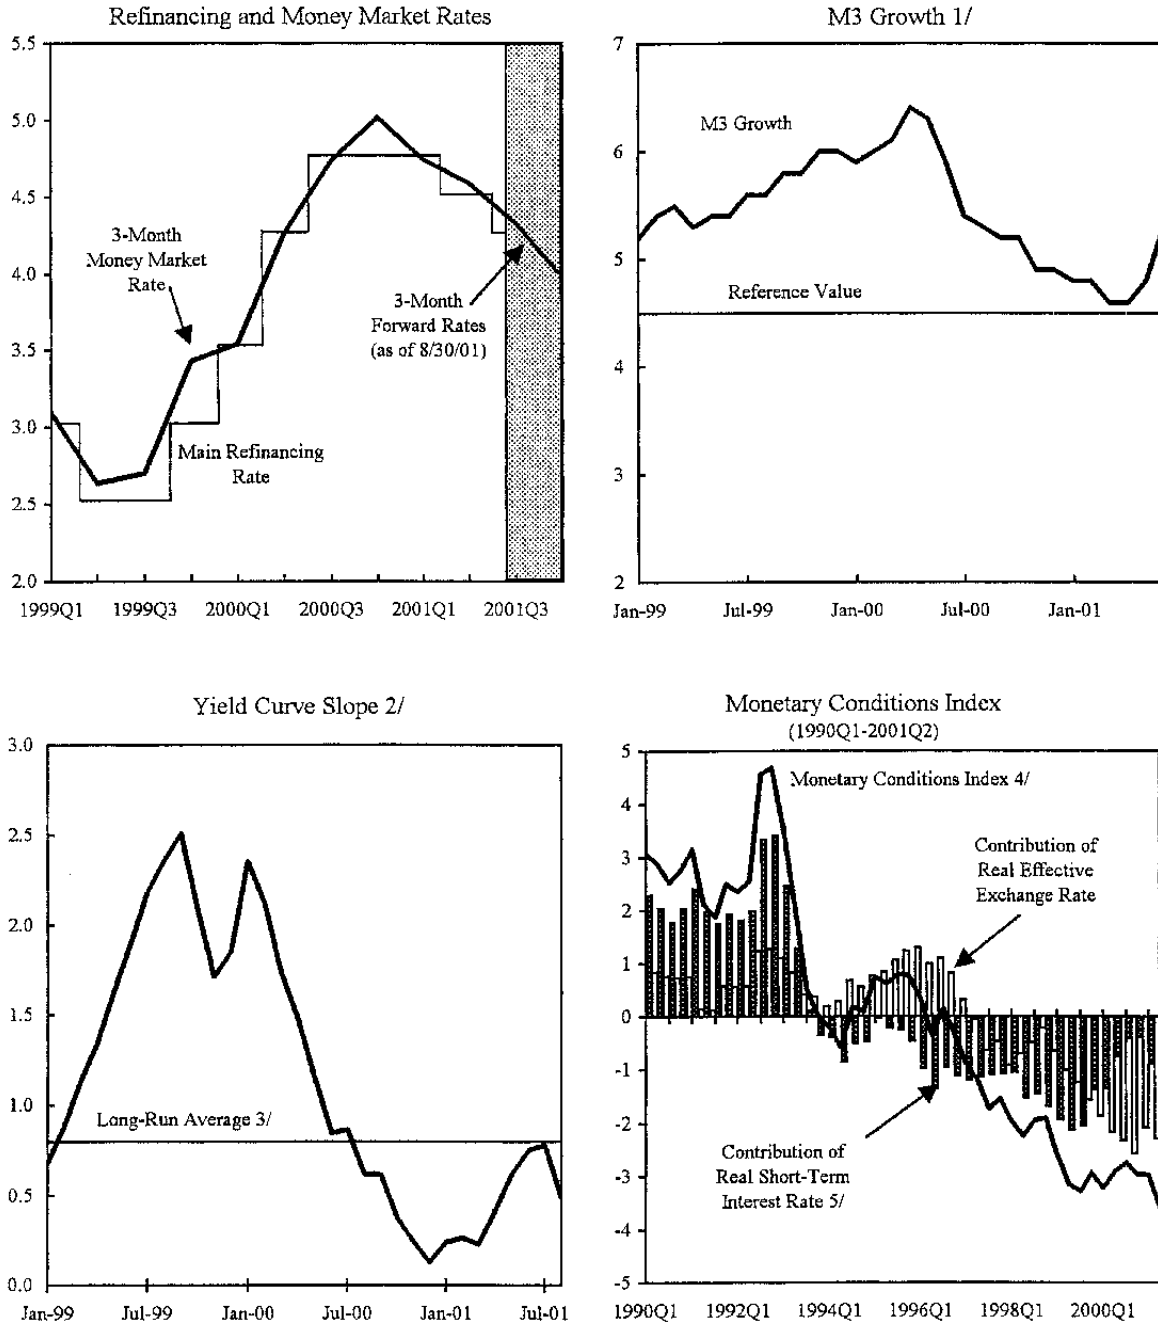 Refinancing and Money Market Rates
5.5
5.0
4.5
4.0
3.5
3.0
2.5
2.0
3-Month
Money Market
Rate
3-Month
Forward Rates
(as of 8/30/01)
Main Refinancing
Rate
1999Q1 1999Q3 2000Q1 2000Q3 2001Q1 2001Q3
M3 Growth 1/
7
6
5
4
3
2
M3 Growth
Reference Value
Jan-99 Jul-99 Jan-00 Jul-00 Jan-01
Yield Curve Slope 2/
3.0
2.5
2.0
1.5
1.0
0.5
0.0
Long-Run Average 3/
Jan-99 Jul-99 Jan-00 Jul-00 Jan-01 Jul-01
Monetary Conditions Index
(1990Q1-2001Q2)
5
4
3
2
1
0
-1
-2
-3
-4
-5
Monetary Conditions Index 4/
Contribution of
Real Effective
Exchange Rate
Contribution of
Real Short-Term
Interest Rate 5/
1990Q1 1992Q1 1994Q1 1996Q1 1998Q1 2000Q1